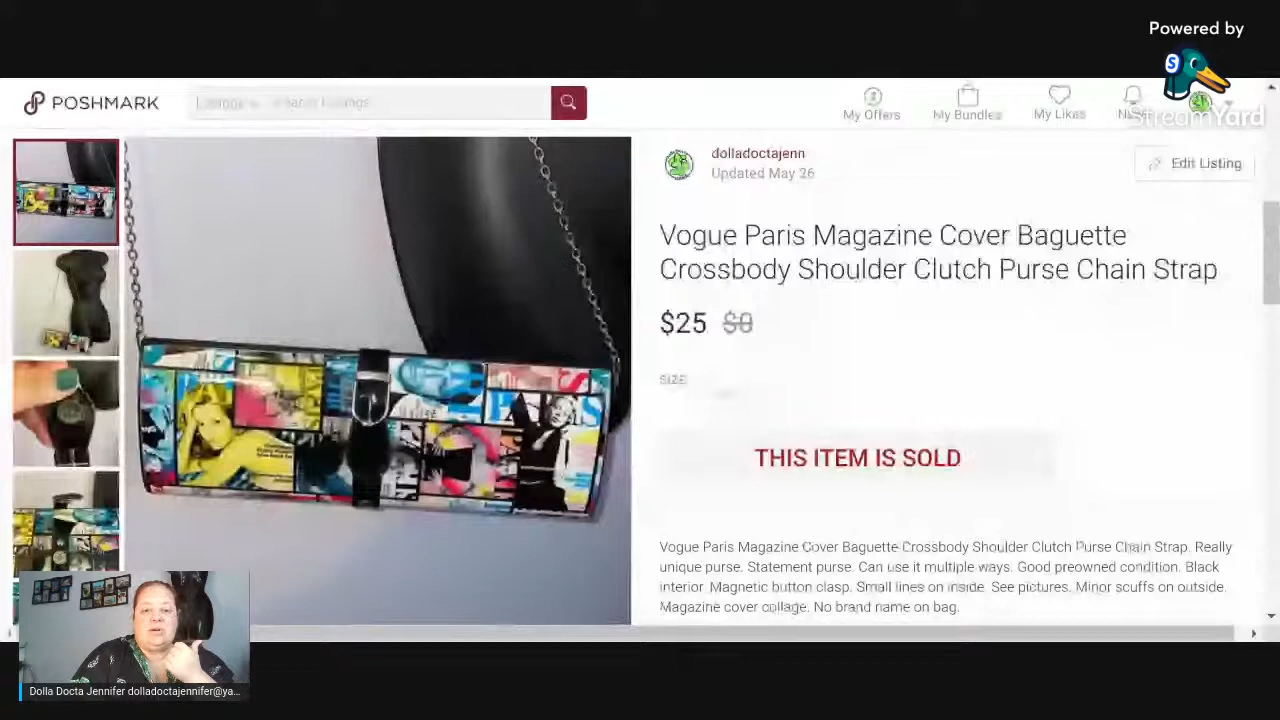 Powered by
StreamYard
POSHMARK
My Offers
My Bundles
My Likes
dolladoctajenn
Updated May 26
Edit Listing
Vogue Paris Magazine Cover Baguette
Crossbody Shoulder Clutch Purse Chain Strap
$25 $0
SIZE
THIS ITEM IS SOLD
Vogue Paris Magazine Cover Baguette Crossbody Shoulder Clutch Purse Chain Strap. Really
unique purse. Statement purse. Can use it multiple ways. Good preowned condition. Black
interior. Magnetic button clasp. Small lines on inside. See pictures. Minor scuffs on outside.
Magazine cover collage. No brand name on bag.
Dolla Docta Jennifer dolladoctajennifer@ya...